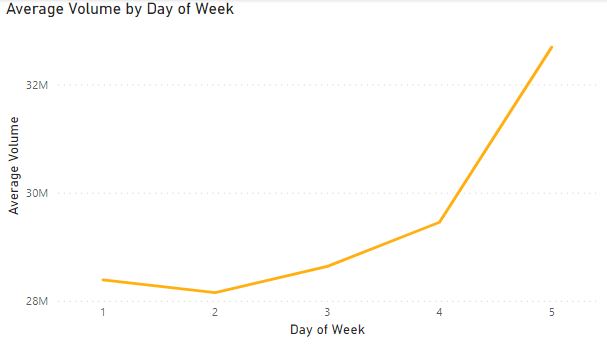 Average Volume by Day of Week
Average Volume
32M
30M
28M
1 2 3 4 5
Day of Week